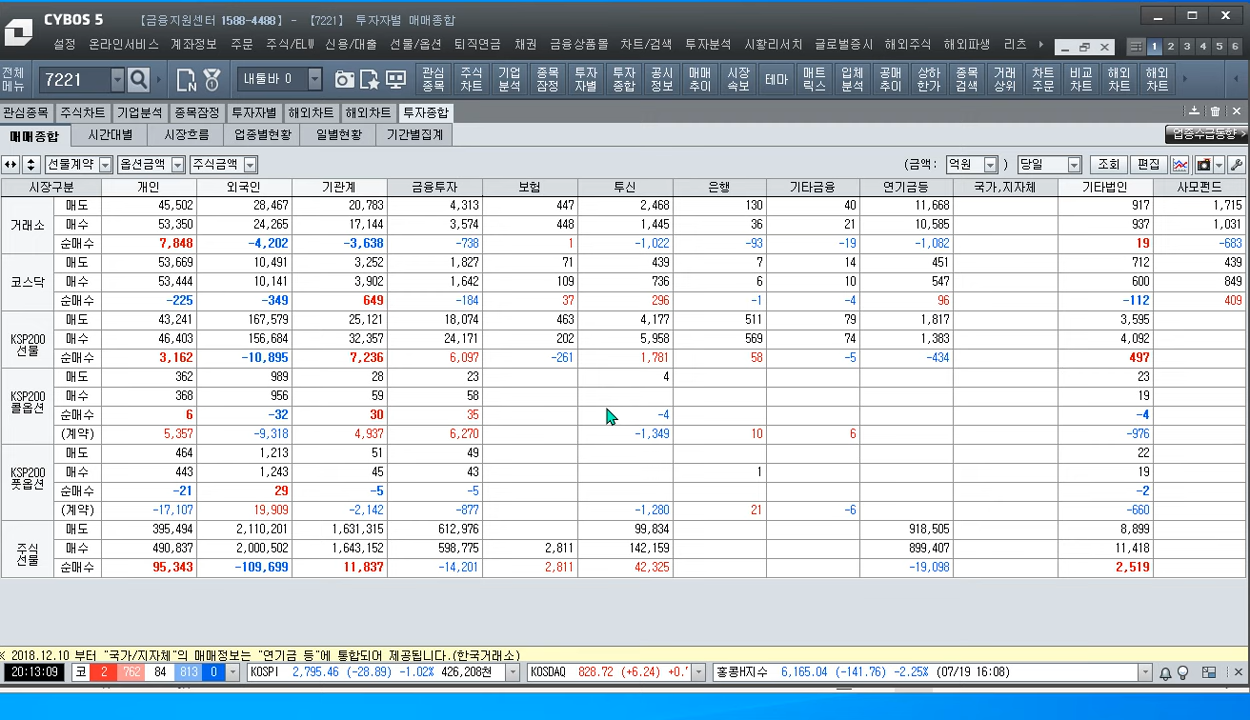 CYBOS 5 【금융지원센터 1588-4488】 - 【7221】 투자자별 매매종합
설정 온라인서비스 계좌정보 주문 주식/ELW 신용/대출 선물/옵션 퇴직연금 채권 금융상품몰 차트/검색 투자분석 시황리서치 글로벌증시 해외주식 해외파생 리츠 1 2 3 4 5 6
전체메뉴 7221 내툴바 0 관심종목 주식차트 기업분석 종목잠정 투자자별 투자종합 공시정보 매매추이 시장속보 테마 매트릭스 입체분석 공매추이 상하한가 종목검색 거래상위 차트주문 비교차트 해외차트 해외차트
관심종목 주식차트 기업분석 종목잠정 투자자별 해외차트 해외차트 투자종합
매매종합 시간대별 시장흐름 업종별현황 일별현황 기간별집계 업종수급동향
선물계약 옵션금액 주식금액 (금액: 억원 ) 당일 조회 편집
시장구분 개인 외국인 기관계 금융투자 보험 투신 은행 기타금융 연기금등 국가,지자체 기타법인 사모펀드
거래소
매도 45,502 28,467 20,783 4,313 447 2,468 130 40 11,668 917 1,715
매수 53,350 24,265 17,144 3,574 448 1,445 36 21 10,585 937 1,031
순매수 7,848 -4,202 -3,638 -738 1 -1,022 -93 -19 -1,082 19 -683
코스닥
매도 53,669 10,491 3,252 1,827 71 439 7 14 451 712 439
매수 53,444 10,141 3,902 1,642 109 736 6 10 547 600 849
순매수 -225 -349 649 -184 37 296 -1 -4 96 -112 409
KSP200 선물
매도 43,241 167,579 25,121 18,074 463 4,177 511 79 1,817 3,595
매수 46,403 156,684 32,357 24,171 202 5,958 569 74 1,383 4,092
순매수 3,162 -10,895 7,236 6,097 -261 1,781 58 -5 -434 497
KSP200 콜옵션
매도 362 989 28 23 4 23
매수 368 956 59 58 19
순매수 6 -32 30 35 -4 -4
(계약) 5,357 -9,318 4,937 6,270 -1,349 10 6 -976
KSP200 풋옵션
매도 464 1,213 51 49 22
매수 443 1,243 45 43 1 19
순매수 -21 29 -5 -5 -2
(계약) -17,107 19,909 -2,142 -877 -1,280 21 -6 -660
주식 선물
매도 395,494 2,110,201 1,631,315 612,976 99,834 918,505 8,899
매수 490,837 2,000,502 1,643,152 598,775 2,811 142,159 899,407 11,418
순매수 95,343 -109,699 11,837 -14,201 2,811 42,325 -19,098 2,519
※ 2018.12.10 부터 "국가/지자체"의 매매정보는 "연기금 등"에 통합되어 제공됩니다.(한국거래소)
20:13:09 코 2 762 84 813 0 KOSPI 2,795.46 (-28.89) -1.02% 426,208천 KOSDAQ 828.72 (+6.24) +0.' 홍콩H지수 6,165.04 (-141.76) -2.25% (07/19 16:08)